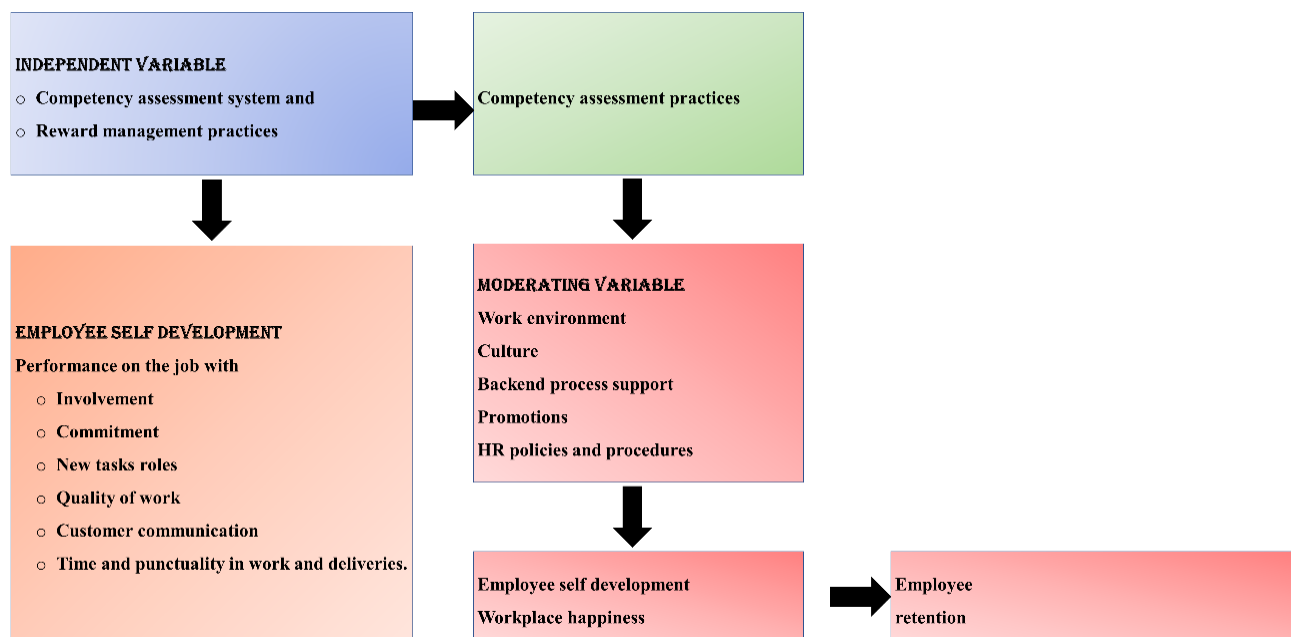 INDEPENDENT VARIABLE
○ Competency assessment system and
○ Reward management practices
Competency assessment practices
EMPLOYEE SELF DEVELOPMENT
Performance on the job with
○ Involvement
○ Commitment
○ New tasks roles
○ Quality of work
○ Customer communication
○ Time and punctuality in work and deliveries.
MODERATING VARIABLE
Work environment
Culture
Backend process support
Promotions
HR policies and procedures
Employee self development
Workplace happiness
Employee
retention